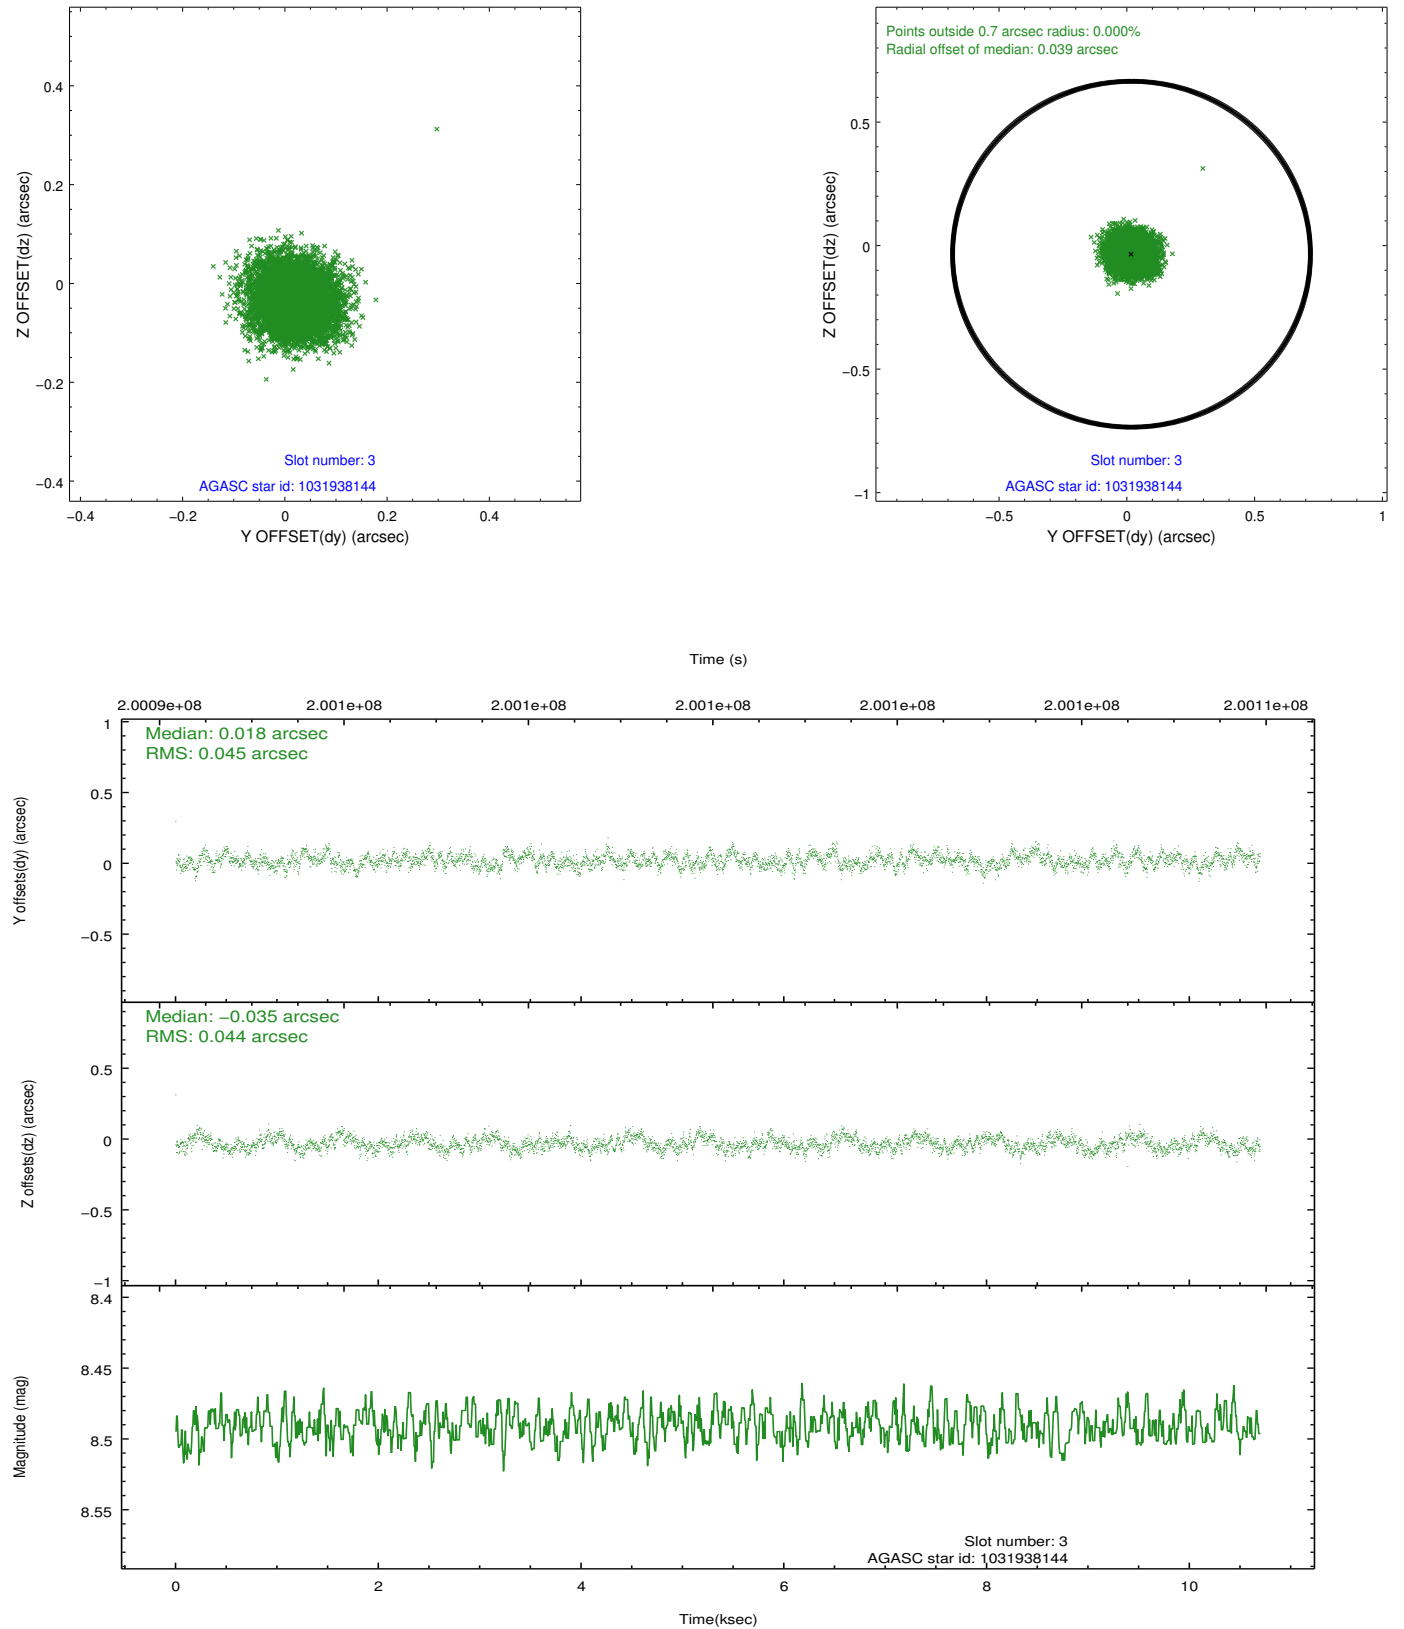 0.4
0.2
0
−0.2
−0.4
Z OFFSET(dz) (arcsec)
Slot number: 3
AGASC star id: 1031938144
−0.4 −0.2 0 0.2 0.4
Y OFFSET(dy) (arcsec)
Points outside 0.7 arcsec radius: 0.000%
Radial offset of median: 0.039 arcsec
0.5
0
−0.5
−1
Z OFFSET(dz) (arcsec)
Slot number: 3
AGASC star id: 1031938144
−0.5 0 0.5 1
Y OFFSET(dy) (arcsec)
Time (s)
2.0009e+08 2.001e+08 2.001e+08 2.001e+08 2.001e+08 2.001e+08 2.0011e+08
1
0.5
0
−0.5
Y offsets(dy) (arcsec)
Median: 0.018 arcsec
RMS: 0.045 arcsec
0.5
0
−0.5
−1
Z offsets(dz) (arcsec)
Median: −0.035 arcsec
RMS: 0.044 arcsec
8.4
8.45
8.5
8.55
Magnitude (mag)
Slot number: 3
AGASC star id: 1031938144
0 2 4 6 8 10
Time(ksec)